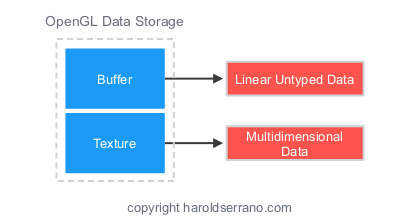 OpenGL Data Storage
Buffer
Linear Untyped Data
Texture
Multidimensional
Data
copyright haroldserrano.com